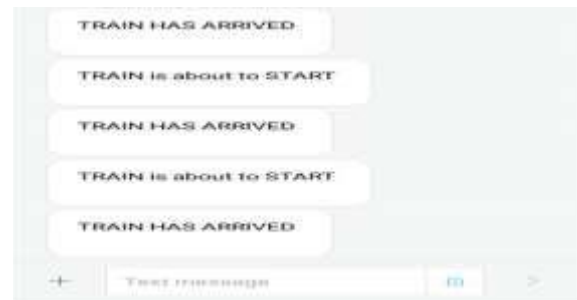 TRAIN HAS ARRIVED
TRAIN is about to START
TRAIN HAS ARRIVED
TRAIN is about to START
TRAIN HAS ARRIVED
Text message